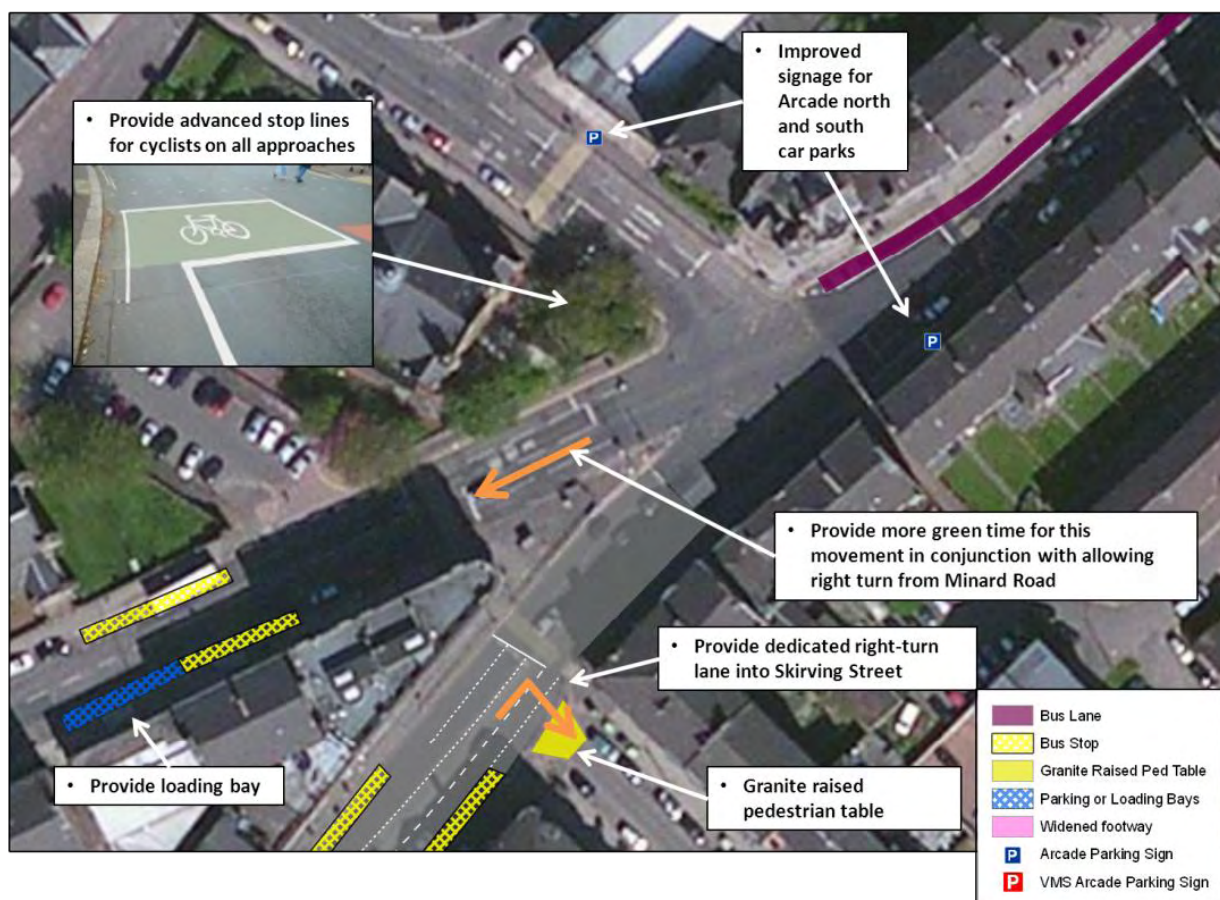 • Improved
signage for
Arcade north
and south
car parks
• Provide advanced stop lines
for cyclists on all approaches
P
P
• Provide more green time for this
movement in conjunction with allowing
right turn from Minard Road
• Provide dedicated right-turn
lane into Skirving Street
• Provide loading bay
• Granite raised
pedestrian table
Bus Lane
Bus Stop
Granite Raised Ped Table
Parking or Loading Bays
Widened footway
P Arcade Parking Sign
P VMS Arcade Parking Sign